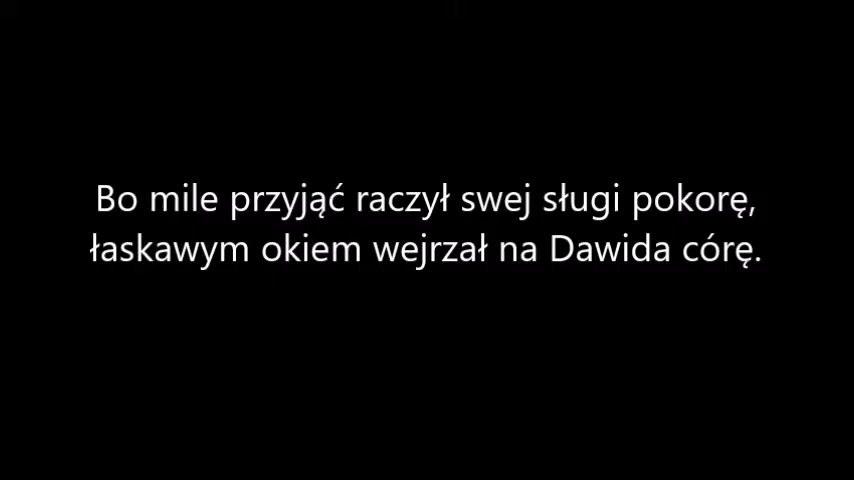 Bo mile przyjąć raczył swej sługi pokorę,
łaskawym okiem wejrzał na Dawida córę.